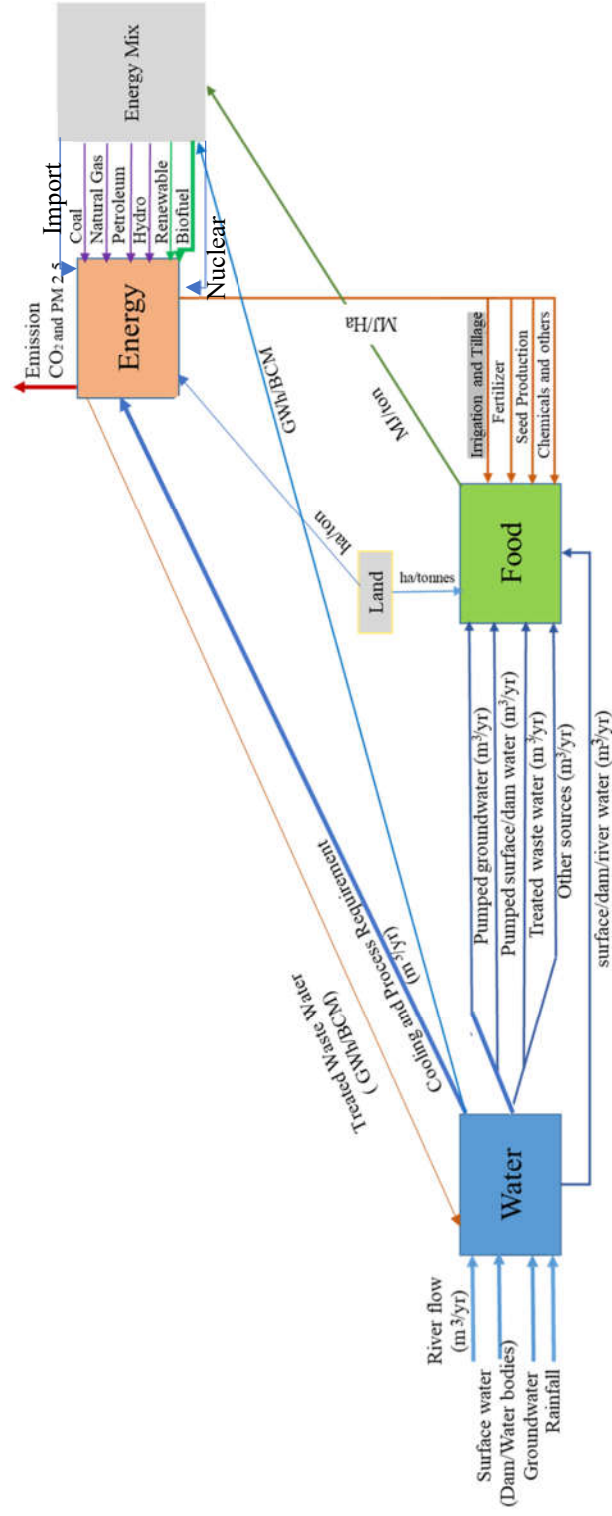 Emission
CO₂ and PM 2.5
Import
Coal
Natural Gas
Petroleum
Hydro
Renewable
Biofuel
Nuclear
Energy Mix
Energy
Treated Waste Water
( GWh/BCM)
Cooling and Process Requirement
(m³/yr)
GWh/BCM
ha/ton
MJ/Ha
MJ/ton
Land
ha/tonnes
Irrigation and Tillage
Fertilizer
Seed Production
Chemicals and others
River flow
(m³/yr)
Surface water
(Dam/Water bodies)
Groundwater
Rainfall
Water
Pumped groundwater (m³/yr)
Pumped surface/dam water (m³/yr)
Treated waste water (m³/yr)
Other sources (m³/yr)
surface/dam/river water (m³/yr)
Food